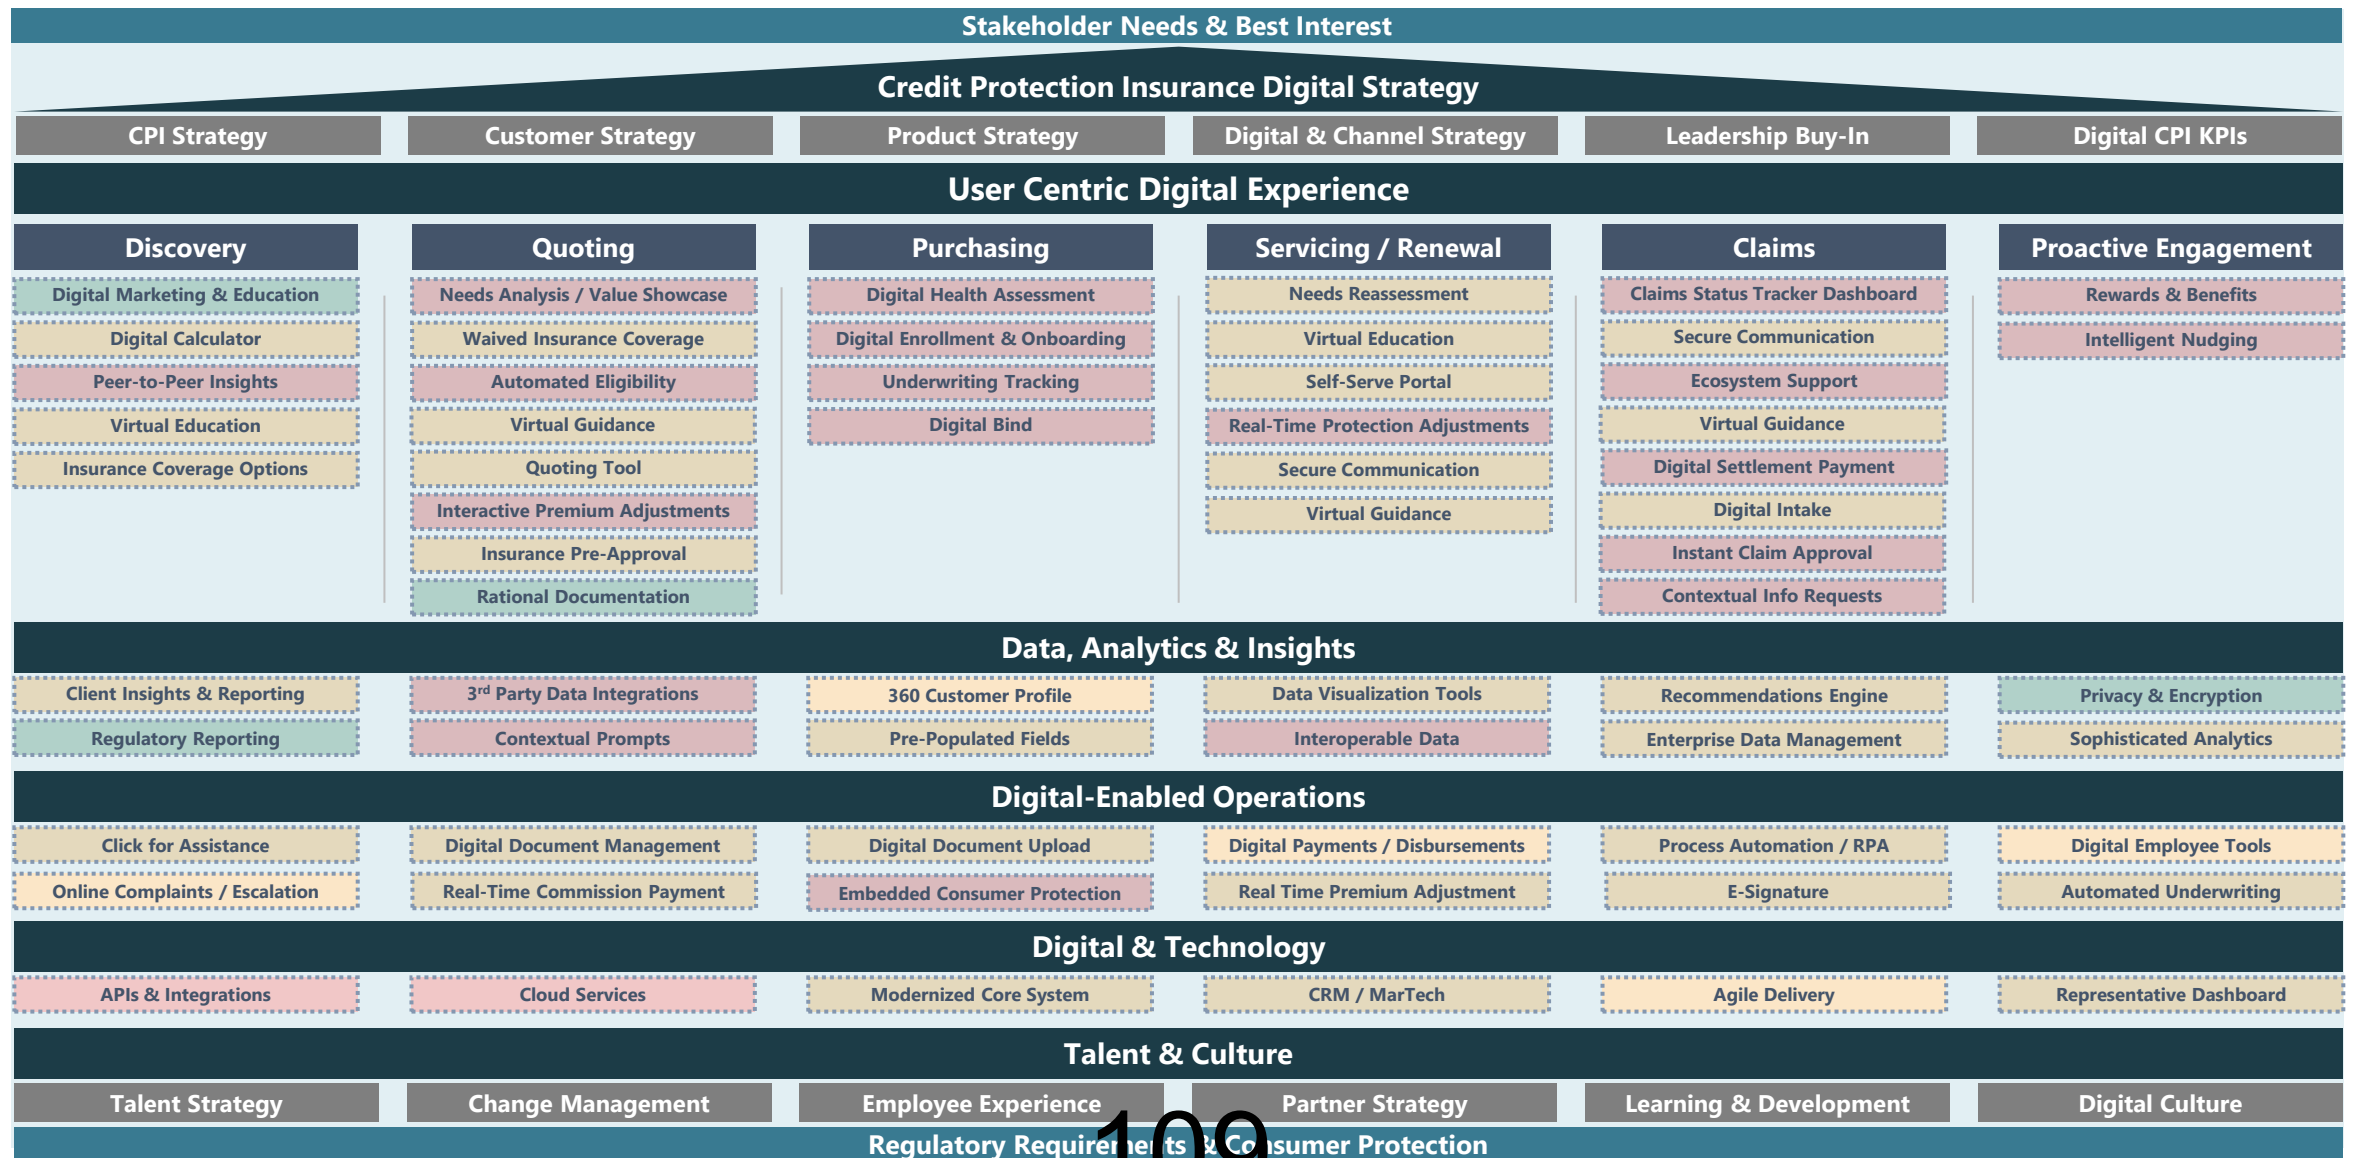 Stakeholder Needs & Best Interest
Credit Protection Insurance Digital Strategy
CPI Strategy
Customer Strategy
Product Strategy
Digital & Channel Strategy
Leadership Buy-In
Digital CPI KPIs
User Centric Digital Experience
Discovery
Digital Marketing & Education
Digital Calculator
Peer-to-Peer Insights
Virtual Education
Insurance Coverage Options
Quoting
Needs Analysis / Value Showcase
Waived Insurance Coverage
Automated Eligibility
Virtual Guidance
Quoting Tool
Interactive Premium Adjustments
Insurance Pre-Approval
Rational Documentation
Purchasing
Digital Health Assessment
Digital Enrollment & Onboarding
Underwriting Tracking
Digital Bind
Servicing / Renewal
Needs Reassessment
Virtual Education
Self-Serve Portal
Real-Time Protection Adjustments
Secure Communication
Virtual Guidance
Claims
Claims Status Tracker Dashboard
Secure Communication
Ecosystem Support
Virtual Guidance
Digital Settlement Payment
Digital Intake
Instant Claim Approval
Contextual Info Requests
Proactive Engagement
Rewards & Benefits
Intelligent Nudging
Data, Analytics & Insights
Client Insights & Reporting
3rd Party Data Integrations
360 Customer Profile
Data Visualization Tools
Recommendations Engine
Privacy & Encryption
Regulatory Reporting
Contextual Prompts
Pre-Populated Fields
Interoperable Data
Enterprise Data Management
Sophisticated Analytics
Digital-Enabled Operations
Click for Assistance
Digital Document Management
Digital Document Upload
Digital Payments / Disbursements
Process Automation / RPA
Digital Employee Tools
Online Complaints / Escalation
Real-Time Commission Payment
Embedded Consumer Protection
Real Time Premium Adjustment
E-Signature
Automated Underwriting
Digital & Technology
APIs & Integrations
Cloud Services
Modernized Core System
CRM / MarTech
Agile Delivery
Representative Dashboard
Talent & Culture
Talent Strategy
Change Management
Employee Experience
Partner Strategy
Learning & Development
Digital Culture
Regulatory Requirements & Consumer Protection
109